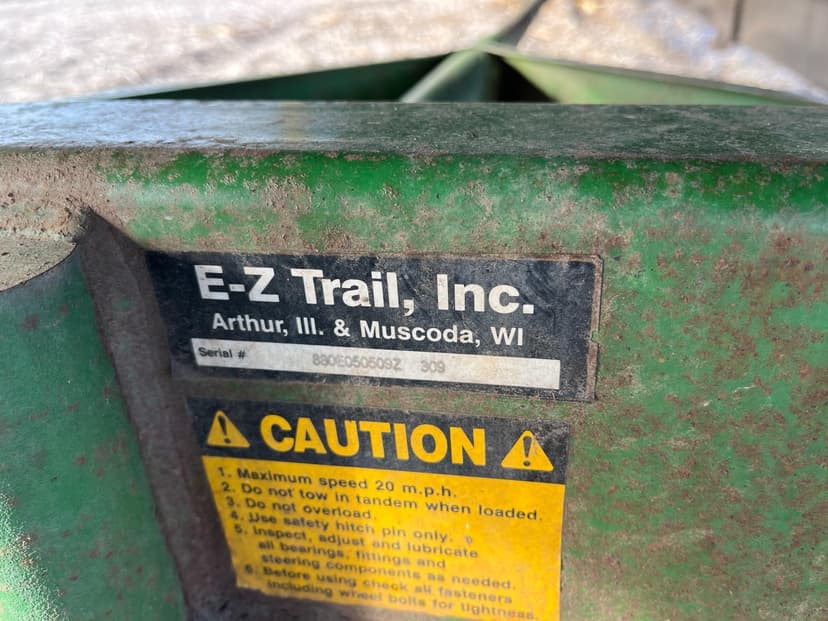 E-Z Trail, Inc.
Arthur, Ill. & Muscoda, WI
Serial # 880E050509Z 309
CAUTION
1. Maximum speed 20 m.p.h.
2. Do not tow in tandem when loaded.
3. Do not overload.
4. Use safety hitch pin only.
5. Inspect, adjust and lubricate
all bearings, fittings and
steering components as needed.
6. Before using check all fasteners
including wheel bolts for tightness.